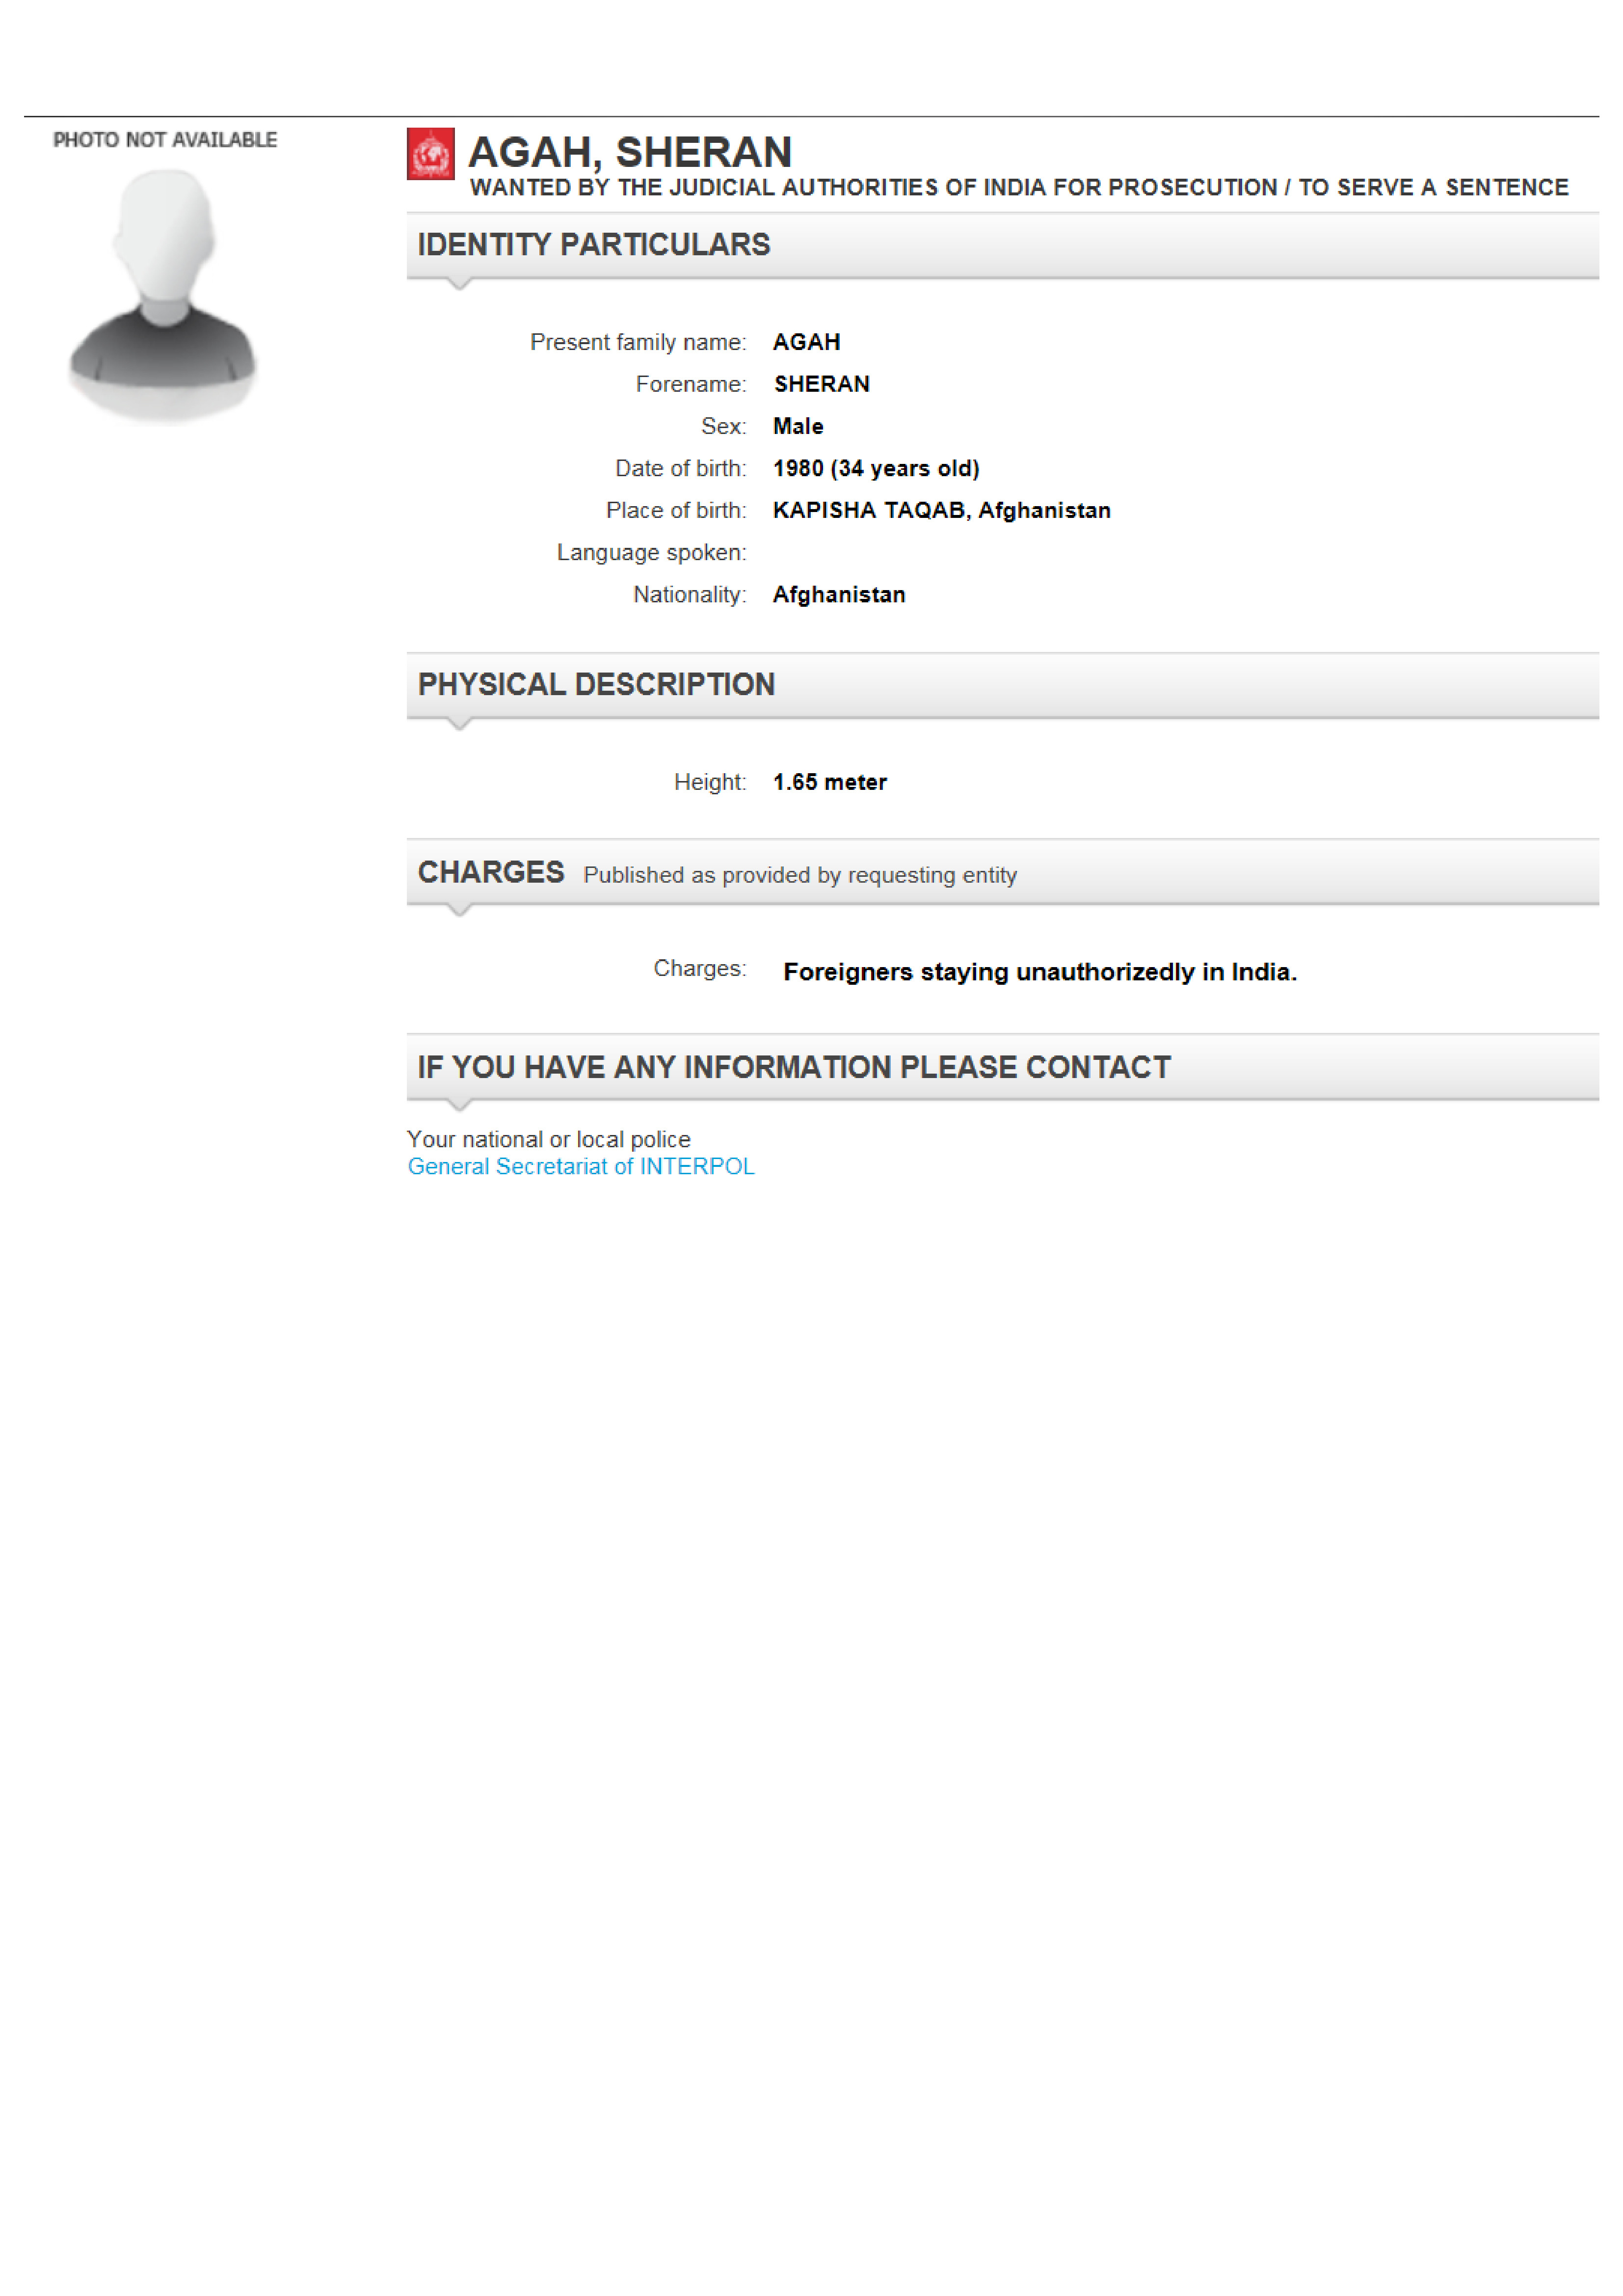 PHOTO NOT AVAILABLE
AGAH, SHERAN
WANTED BY THE JUDICIAL AUTHORITIES OF INDIA FOR PROSECUTION / TO SERVE A SENTENCE
IDENTITY PARTICULARS
Present family name: AGAH
Forename: SHERAN
Sex: Male
Date of birth: 1980 (34 years old)
Place of birth: KAPISHA TAQAB, Afghanistan
Language spoken:
Nationality: Afghanistan
PHYSICAL DESCRIPTION
Height: 1.65 meter
CHARGES Published as provided by requesting entity
Charges: Foreigners staying unauthorizedly in India.
IF YOU HAVE ANY INFORMATION PLEASE CONTACT
Your national or local police
General Secretariat of INTERPOL